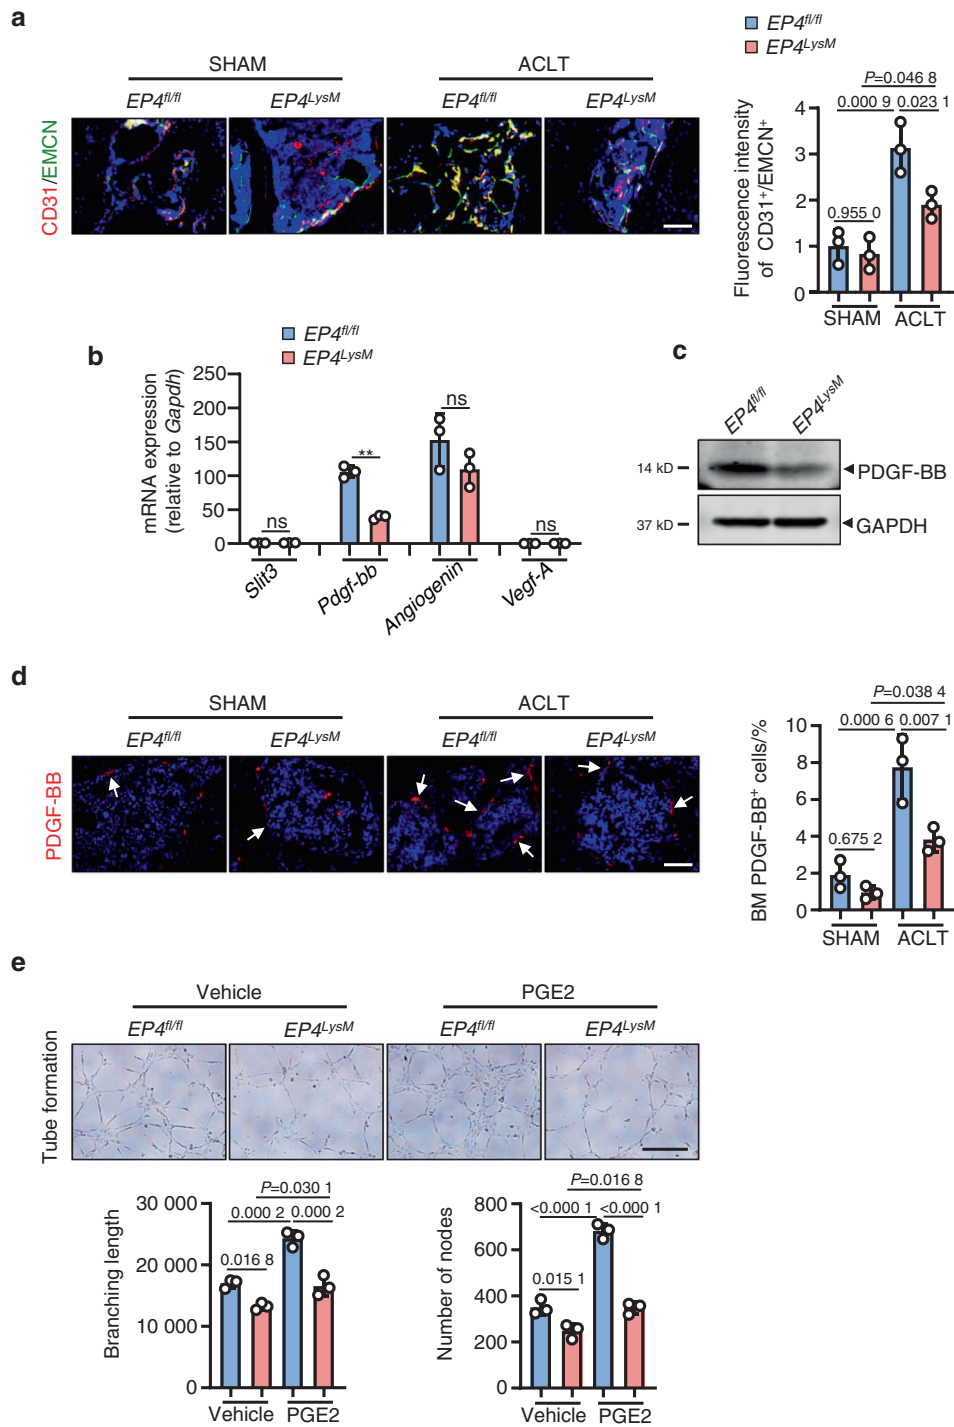 a
EP4fl/fl
EP4LysM
SHAM
ACLT
EP4fl/fl
EP4LysM
EP4fl/fl
EP4LysM
CD31/EMCN
P=0.046 8
0.000 9
0.023 1
0.955 0
Fluorescence intensity
of CD31+/EMCN+
4
3
2
1
0
SHAM
ACLT
b
EP4fl/fl
EP4LysM
mRNA expression
(relative to Gapdh)
250
200
150
100
50
0
ns
**
ns
ns
Slit3
Pdgf-bb
Angiogenin
Vegf-A
c
EP4fl/fl
EP4LysM
14 kD
PDGF-BB
37 kD
GAPDH
d
SHAM
ACLT
EP4fl/fl
EP4LysM
EP4fl/fl
EP4LysM
PDGF-BB
P=0.038 4
0.000 6
0.007 1
0.675 2
BM PDGF-BB+ cells/%
10
8
6
4
2
0
SHAM
ACLT
e
Vehicle
PGE2
EP4fl/fl
EP4LysM
EP4fl/fl
EP4LysM
Tube formation
P=0.030 1
0.000 2
0.000 2
0.016 8
Branching length
30 000
20 000
10 000
0
Vehicle
PGE2
P=0.016 8
<0.000 1
<0.000 1
0.015 1
Number of nodes
800
600
400
200
0
Vehicle
PGE2